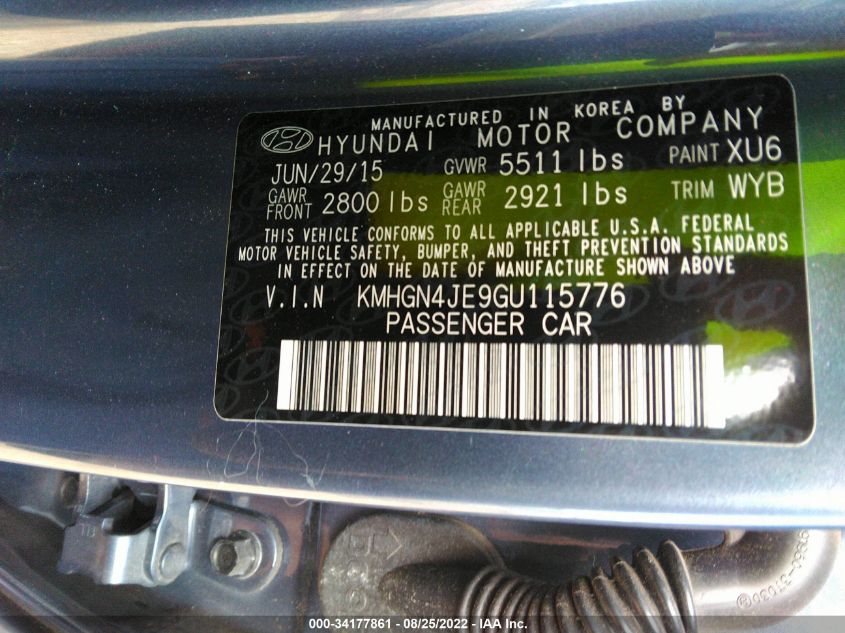 MANUFACTURED IN KOREA BY
HYUNDAI MOTOR COMPANY
JUN/29/15 GVWR 5511 lbs PAINT XU6
GAWR FRONT 2800 lbs GAWR REAR 2921 lbs TRIM WYB
THIS VEHICLE CONFORMS TO ALL APPLICABLE U.S.A. FEDERAL
MOTOR VEHICLE SAFETY, BUMPER, AND THEFT PREVENTION STANDARDS
IN EFFECT ON THE DATE OF MANUFACTURE SHOWN ABOVE
V.I.N KMHGN4JE9GU115776
PASSENGER CAR
TB
000-34177861 - 08/25/2022 - IAA Inc.